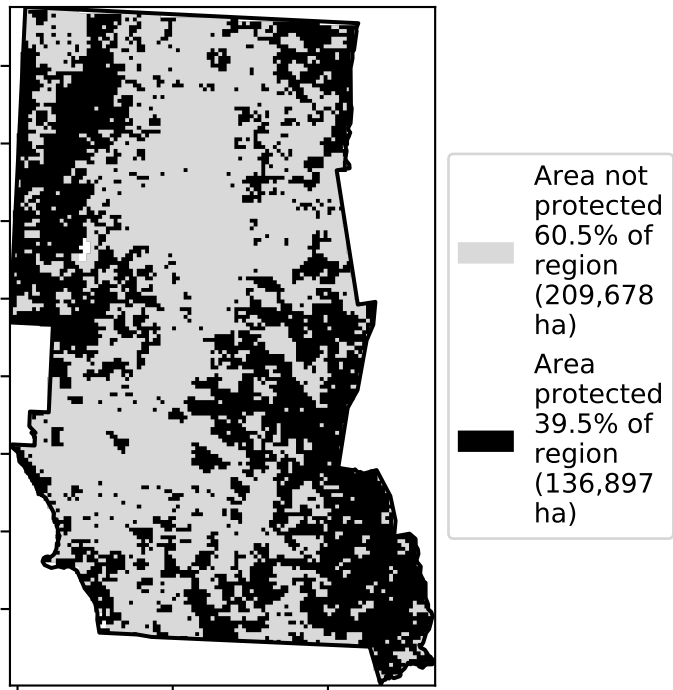 Area not
protected
60.5% of
region
(209,678
ha)
Area
protected
39.5% of
region
(136,897
ha)